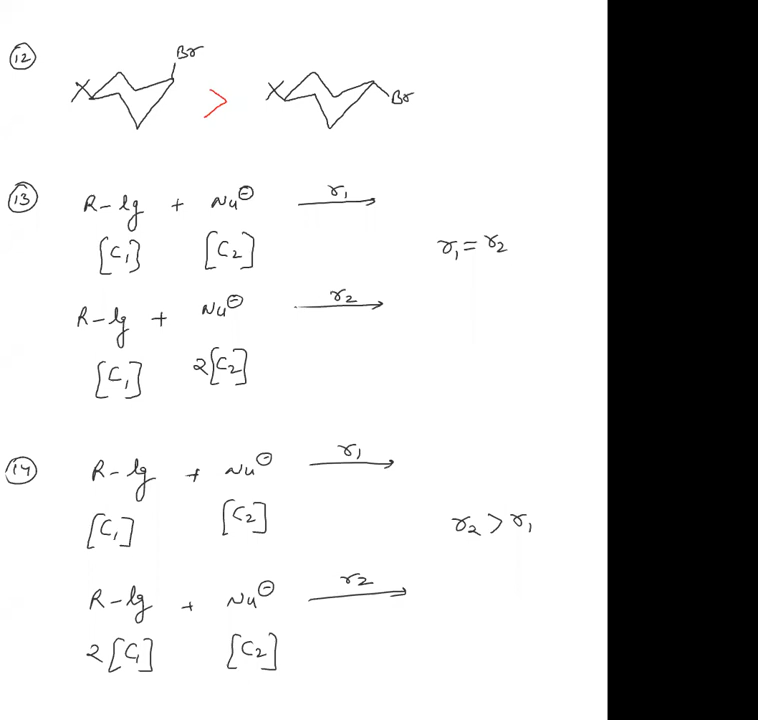 12 Br
X > X Br
13 R-lg + Nu⊖ r₁→
[C₁] [C₂] r₁ = r₂
R-lg + Nu⊖ r₂→
[C₁] 2[C₂]
14 R-lg + Nu⊖ r₁→
[C₁] [C₂] r₂ > r₁
R-lg + Nu⊖ r₂→
2[C₁] [C₂]